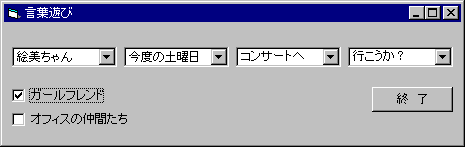 言葉遊び
絵美ちゃん 今度の土曜日 コンサートへ 行こうか？
ガールフレンド
終 了
オフィスの仲間たち